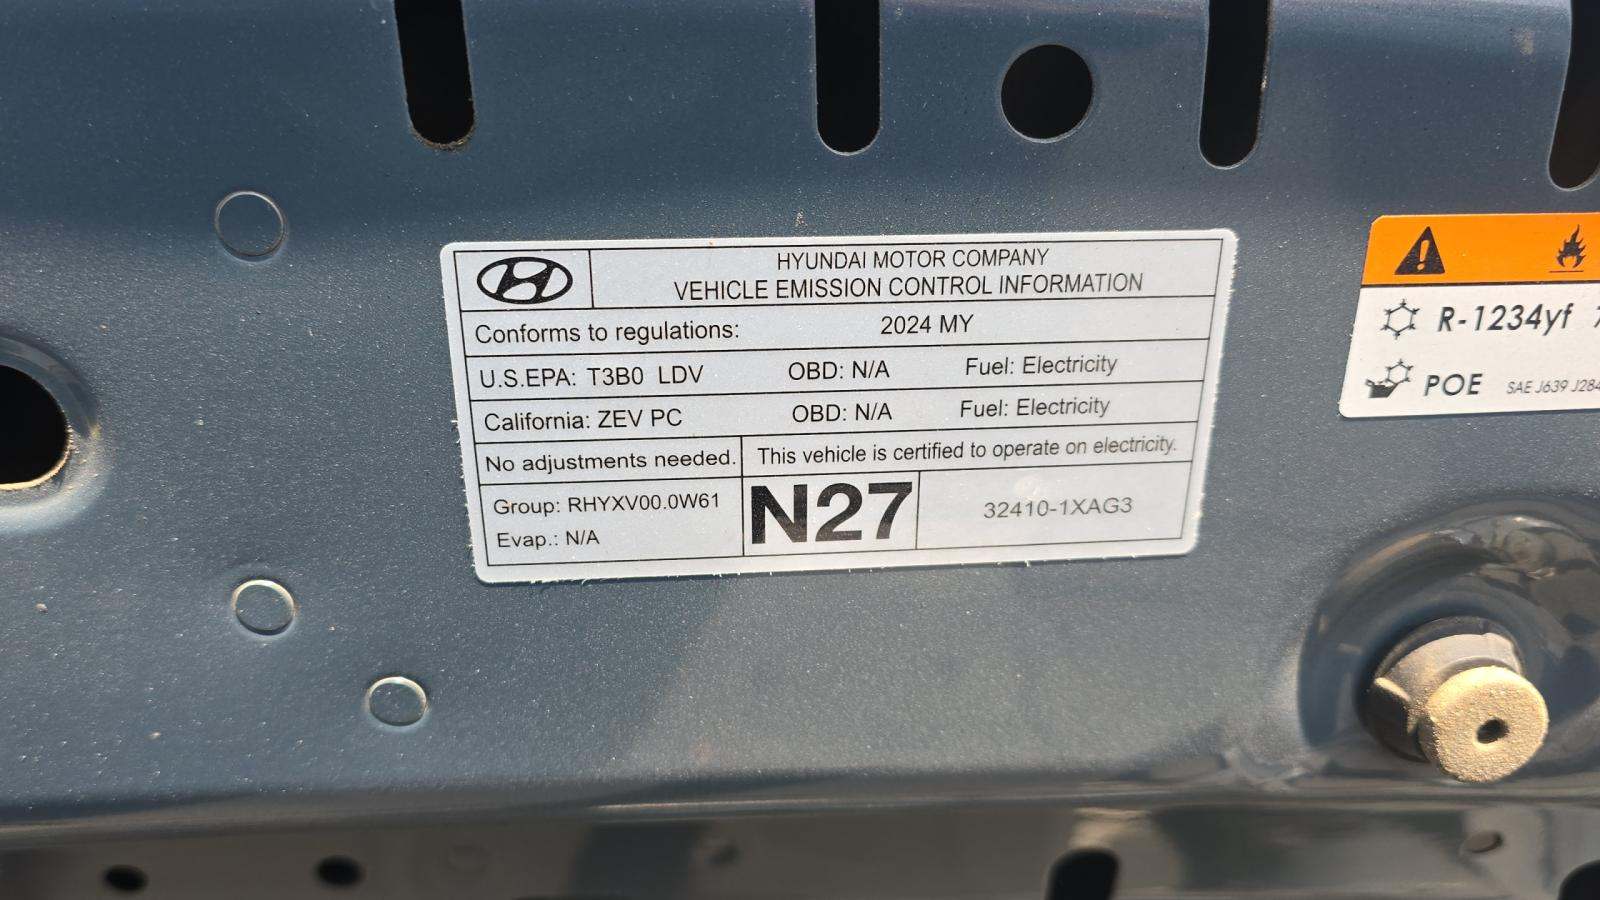 HYUNDAI MOTOR COMPANY
VEHICLE EMISSION CONTROL INFORMATION
Conforms to regulations: 2024 MY
U.S.EPA: T3B0 LDV OBD: N/A Fuel: Electricity
California: ZEV PC OBD: N/A Fuel: Electricity
No adjustments needed. This vehicle is certified to operate on electricity.
Group: RHYXV00.0W61
Evap.: N/A
N27
32410-1XAG3
R-1234yf
POE SAE J639